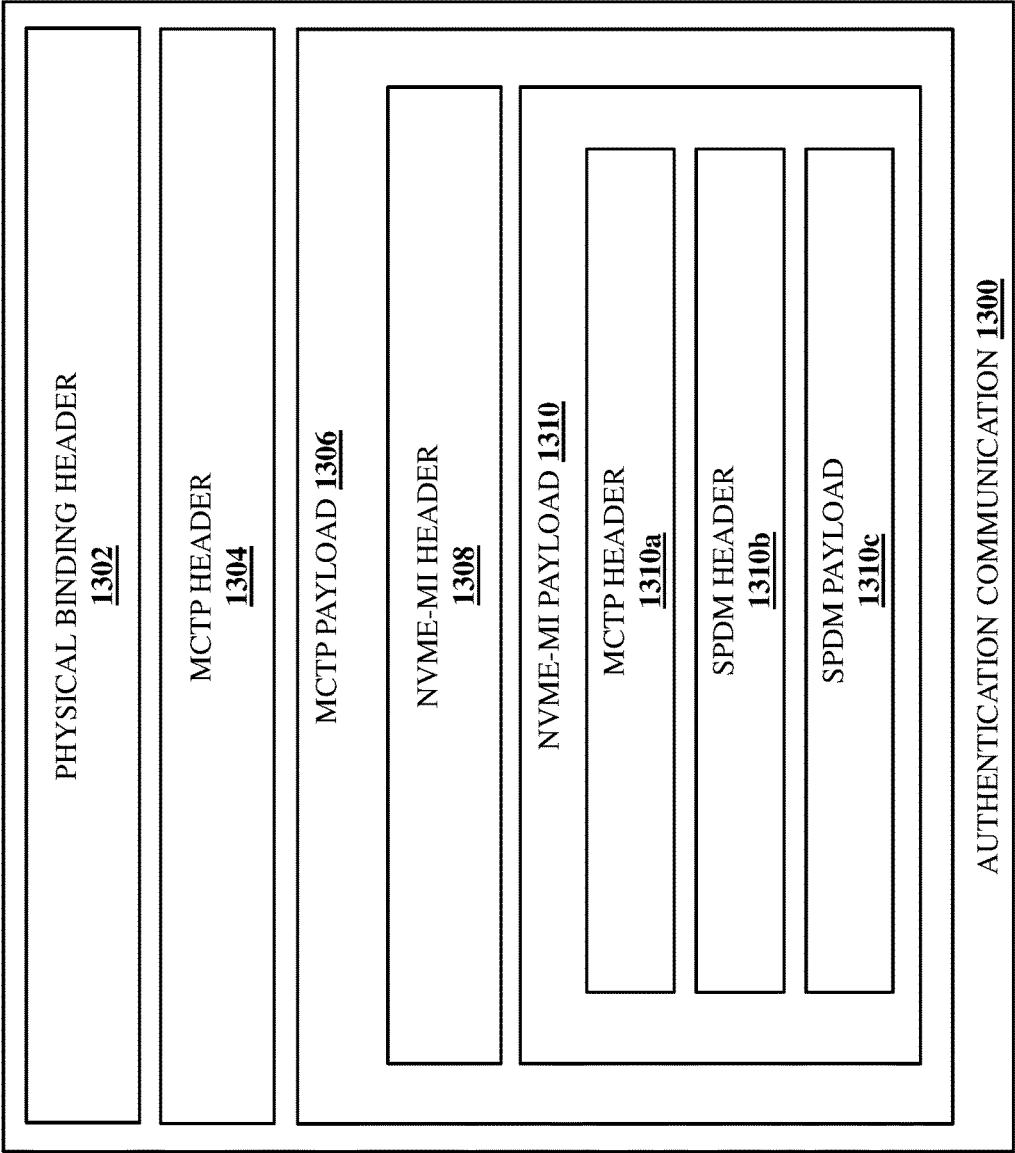 PHYSICAL BINDING HEADER
1302
MCTP HEADER
1304
MCTP PAYLOAD 1306
NVME-MI HEADER
1308
NVME-MI PAYLOAD 1310
MCTP HEADER
1310a
SPDM HEADER
1310b
SPDM PAYLOAD
1310c
AUTHENTICATION COMMUNICATION 1300